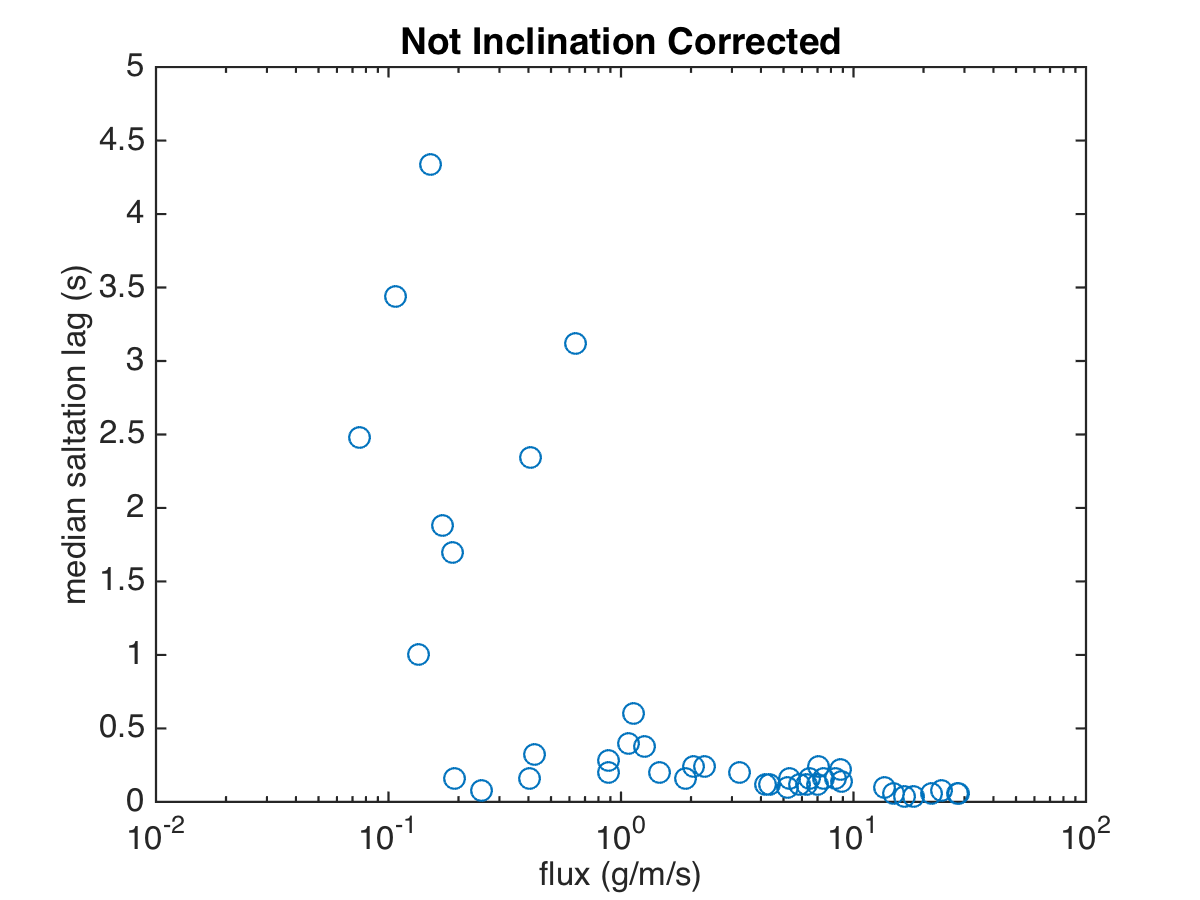 Not Inclination Corrected
5
4.5
4
3.5
3
2.5
2
1.5
1
0.5
0
median saltation lag (s)
10^-2 10^-1 10^0 10^1 10^2
flux (g/m/s)